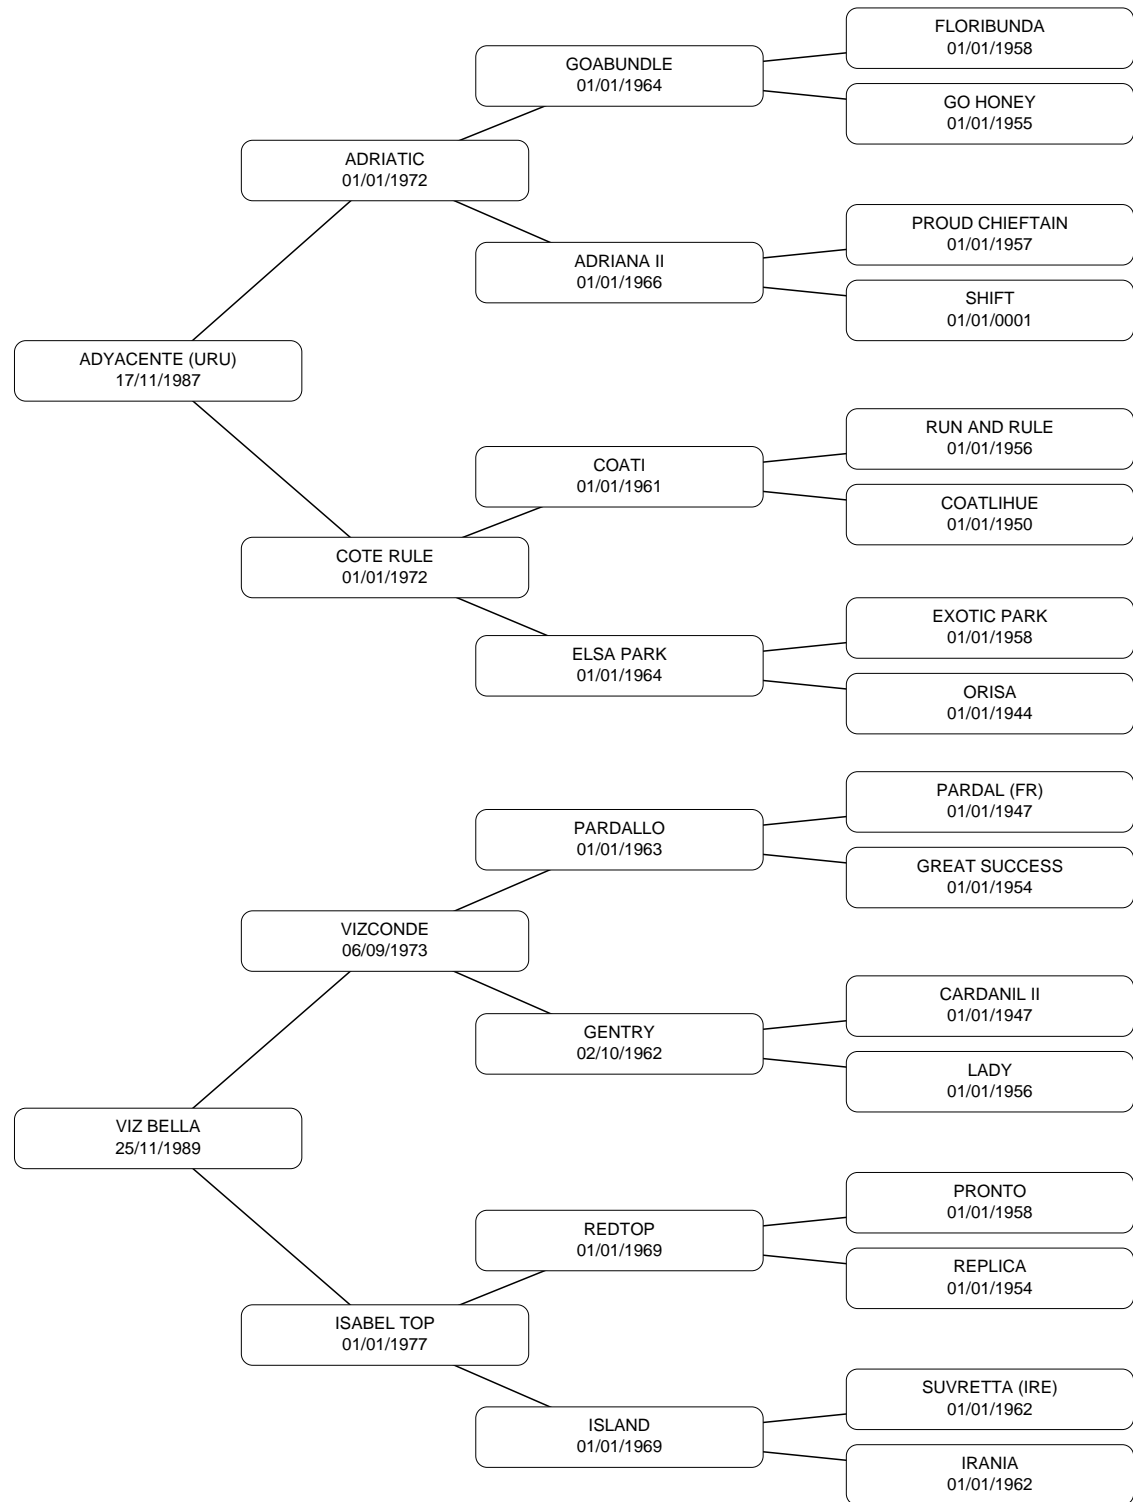 FLORIBUNDA
01/01/1958
GOABUNDLE
01/01/1964
GO HONEY
01/01/1955
ADRIATIC
01/01/1972
PROUD CHIEFTAIN
01/01/1957
ADRIANA II
01/01/1966
SHIFT
01/01/0001
ADYACENTE (URU)
17/11/1987
RUN AND RULE
01/01/1956
COATI
01/01/1961
COATLIHUE
01/01/1950
COTE RULE
01/01/1972
EXOTIC PARK
01/01/1958
ELSA PARK
01/01/1964
ORISA
01/01/1944
PARDAL (FR)
01/01/1947
PARDALLO
01/01/1963
GREAT SUCCESS
01/01/1954
VIZCONDE
06/09/1973
CARDANIL II
01/01/1947
GENTRY
02/10/1962
LADY
01/01/1956
VIZ BELLA
25/11/1989
PRONTO
01/01/1958
REDTOP
01/01/1969
REPLICA
01/01/1954
ISABEL TOP
01/01/1977
SUVRETTA (IRE)
01/01/1962
ISLAND
01/01/1969
IRANIA
01/01/1962